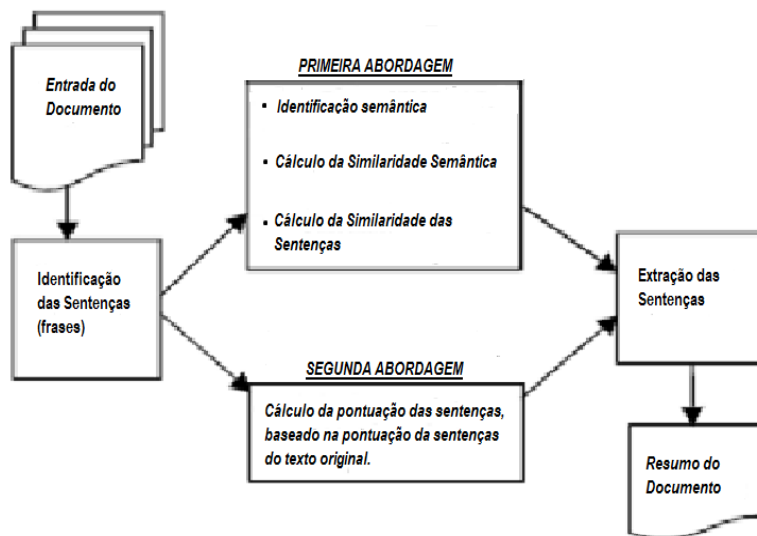 Entrada do
Documento
Identificação
das Sentenças
(frases)
PRIMEIRA ABORDAGEM
▪ Identificação semântica
▪ Cálculo da Similaridade Semântica
▪ Cálculo da Similaridade das
Sentenças
SEGUNDA ABORDAGEM
Cálculo da pontuação das sentenças,
baseado na pontuação da sentenças
do texto original.
Extração das
Sentenças
Resumo do
Documento